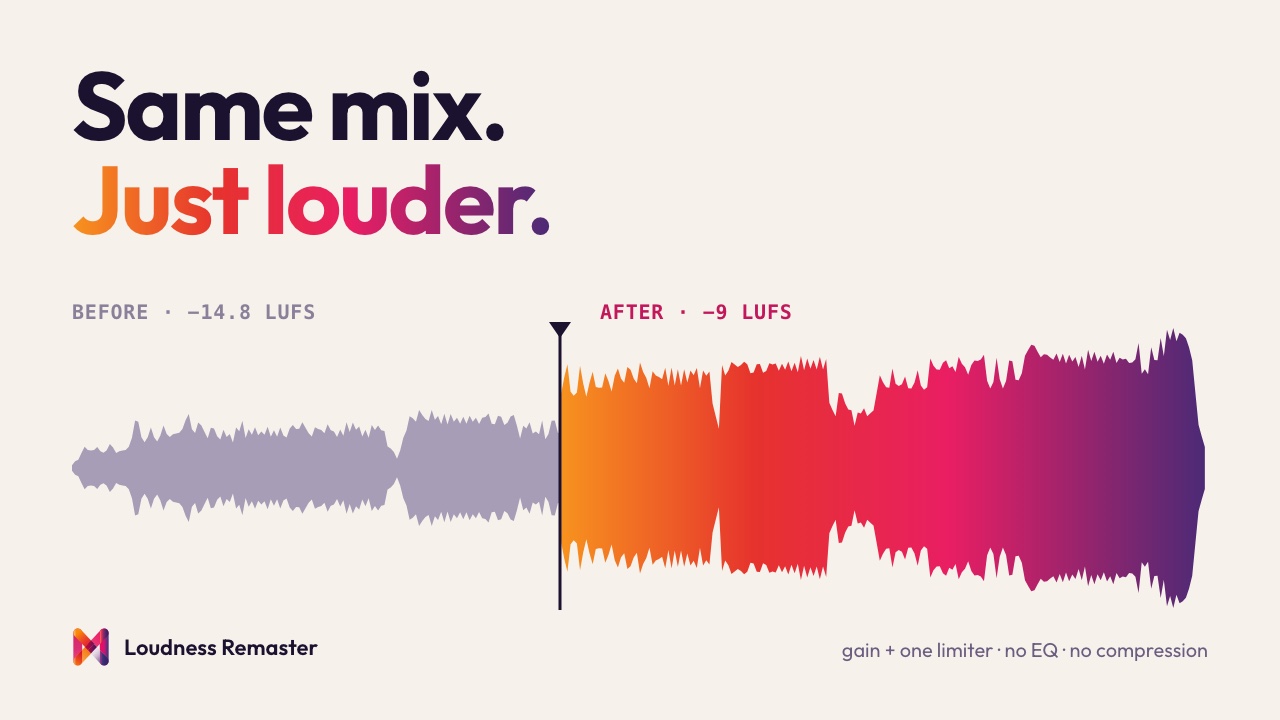 Same mix.
Just louder.
BEFORE · −14.8 LUFS
AFTER · −9 LUFS
Loudness Remaster
gain + one limiter · no EQ · no compression